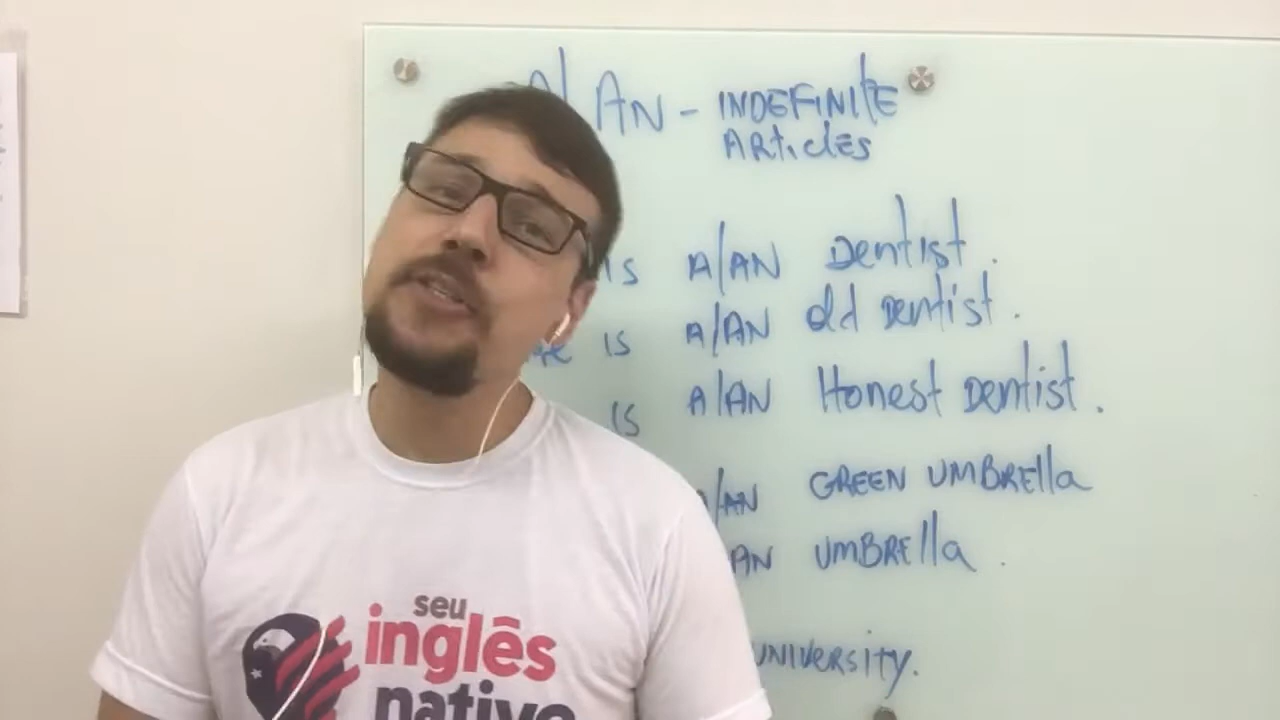 A/AN - INDEFINITE
ARticlES
IS A/AN DENtiSt.
IS A/AN Old DENtiSt.
IS A/AN HONESt DENtiSt.
A/AN GREEN UMBREllA
AN UMBREllA.
UNIVERSITY.
seu
inglês
native